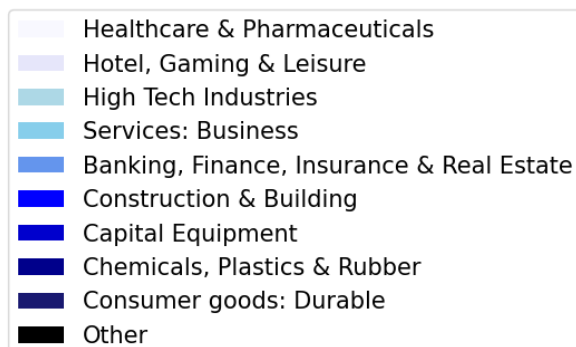 Healthcare & Pharmaceuticals
Hotel, Gaming & Leisure
High Tech Industries
Services: Business
Banking, Finance, Insurance & Real Estate
Construction & Building
Capital Equipment
Chemicals, Plastics & Rubber
Consumer goods: Durable
Other